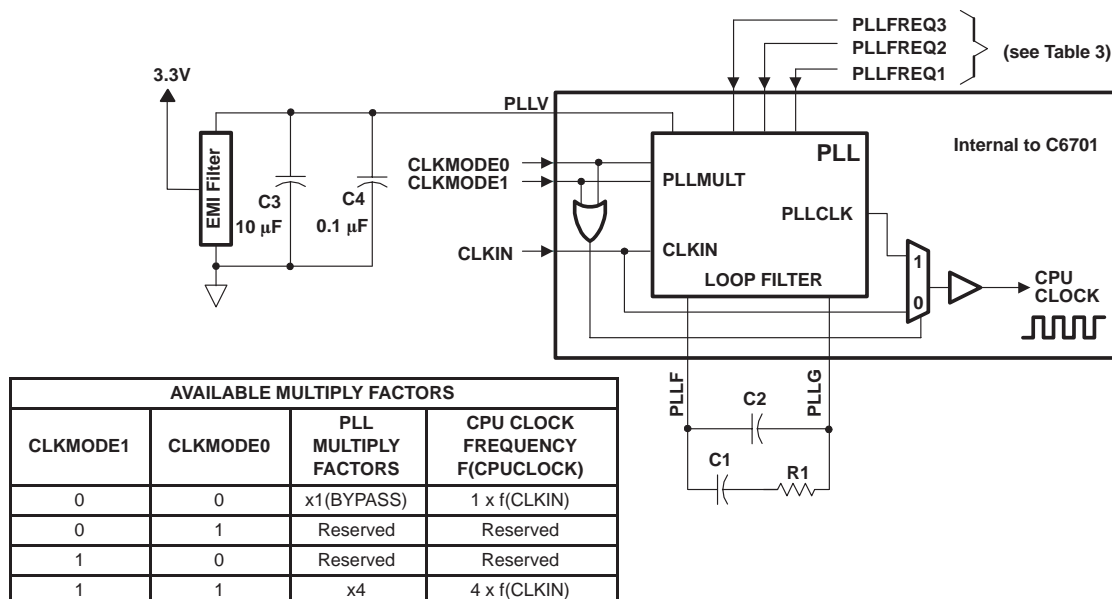 PLLFREQ3
PLLFREQ2
PLLFREQ1
(see Table 3)
3.3V
PLLV
EMI Filter
C3
10 µF
C4
0.1 µF
Internal to C6701
PLL
CLKMODE0
CLKMODE1
PLLMULT
PLLCLK
CLKIN
CLKIN
LOOP FILTER
1
0
CPU
CLOCK
PLLF
PLLG
C2
C1
R1
AVAILABLE MULTIPLY FACTORS
CLKMODE1 CLKMODE0 PLL MULTIPLY FACTORS CPU CLOCK FREQUENCY F(CPUCLOCK)
0 0 x1(BYPASS) 1 x f(CLKIN)
0 1 Reserved Reserved
1 0 Reserved Reserved
1 1 x4 4 x f(CLKIN)